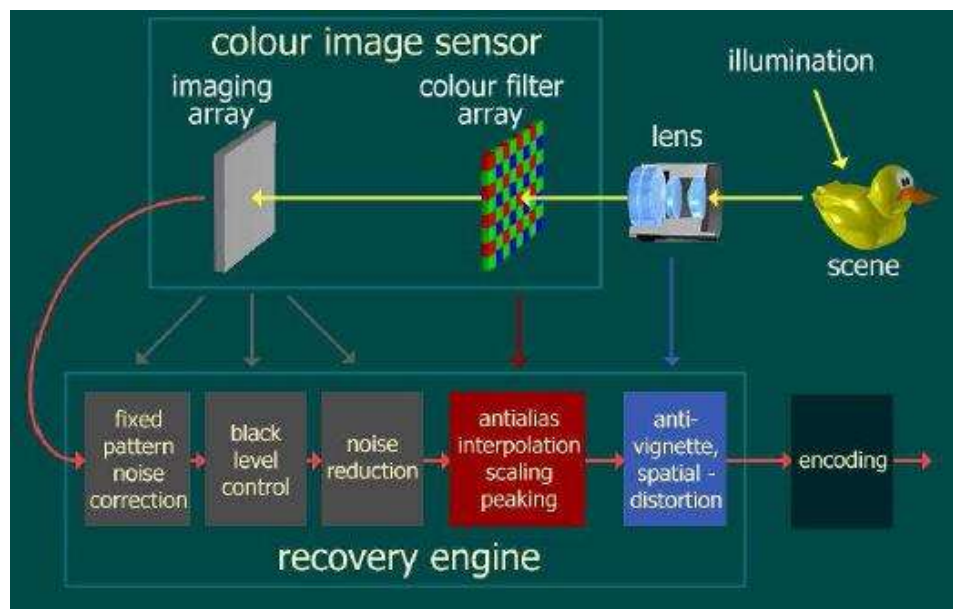 colour image sensor
imaging
array
colour filter
array
lens
illumination
scene
fixed
pattern
noise
correction
black
level
control
noise
reduction
antialias
interpolation
scaling
peaking
anti-
vignette,
spatial -
distortion
encoding
recovery engine